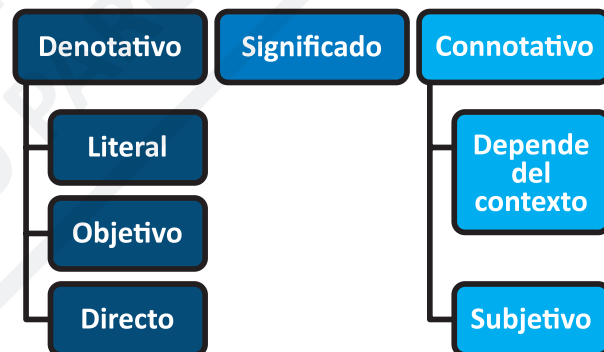 Denotativo
Significado
Connotativo
Literal
Objetivo
Directo
Depende
del
contexto
Subjetivo